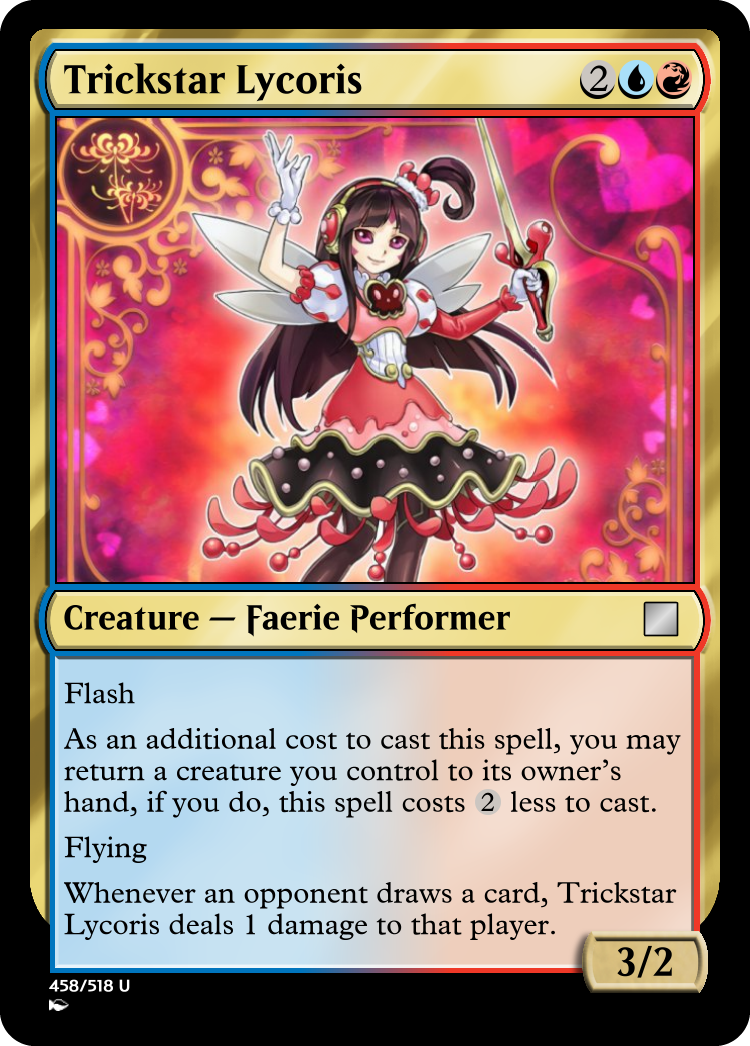 Trickstar Lycoris 2
Creature — Faerie Performer
Flash
As an additional cost to cast this spell, you may
return a creature you control to its owner's
hand, if you do, this spell costs 2 less to cast.
Flying
Whenever an opponent draws a card, Trickstar
Lycoris deals 1 damage to that player.
3/2
458/518 U